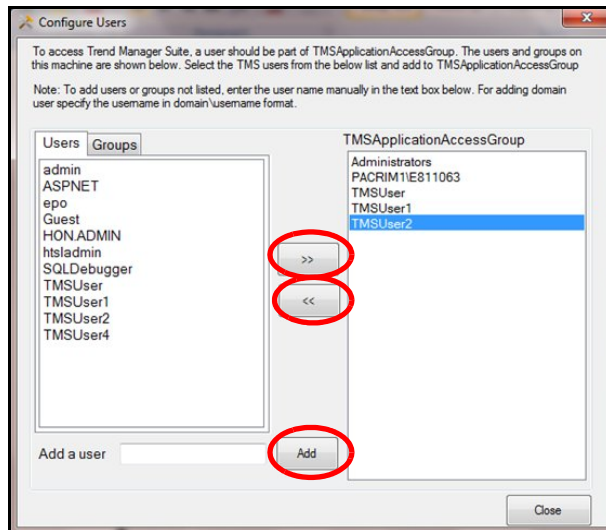 Configure Users
To access Trend Manager Suite, a user should be part of TMSApplicationAccessGroup. The users and groups on
this machine are shown below. Select the TMS users from the below list and add to TMSApplicationAccessGroup
Note: To add users or groups not listed, enter the user name manually in the text box below. For adding domain
user specify the username in domain\username format.
Users Groups
admin
ASPNET
epo
Guest
HON.ADMIN
htsladmin
SQLDebugger
TMSUser
TMSUser1
TMSUser2
TMSUser4
>>
<<
TMSApplicationAccessGroup
Administrators
PACRIM1\E811063
TMSUser
TMSUser1
TMSUser2
Add a user
Add
Close